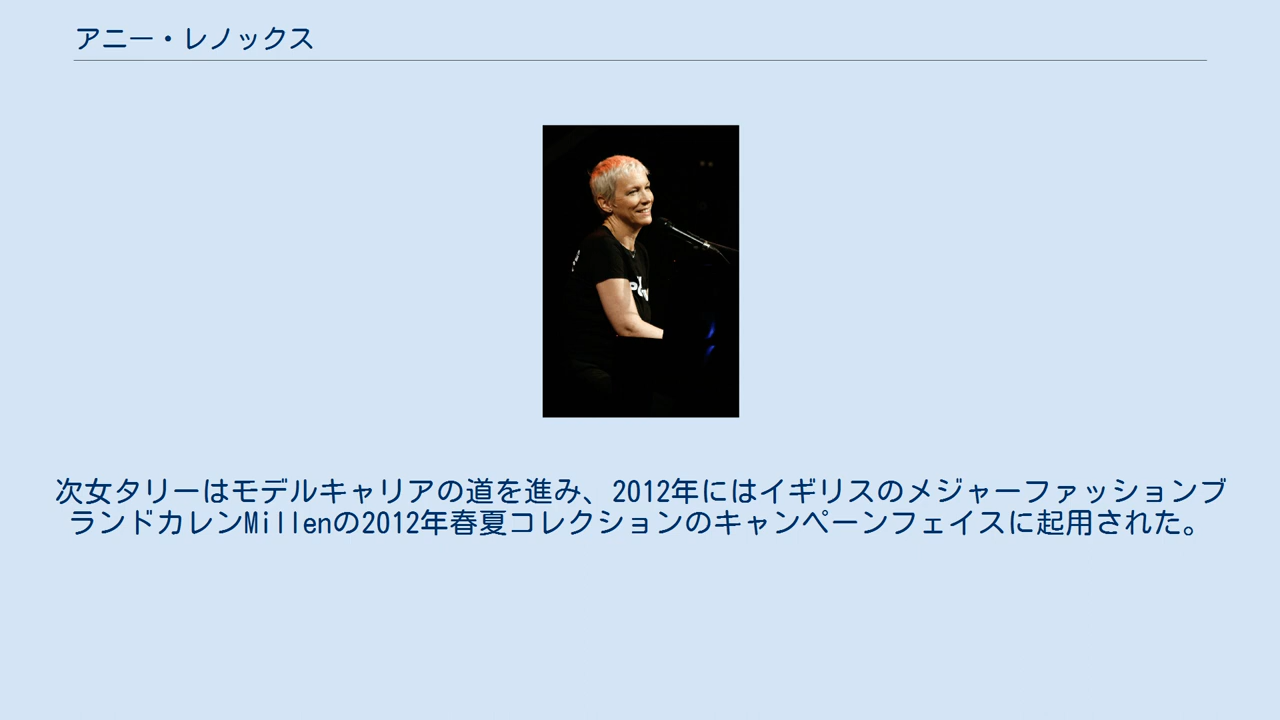 アニー・レノックス
次女タリーはモデルキャリアの道を進み、2012年にはイギリスのメジャーファッションブ
ランドカレンMillenの2012年春夏コレクションのキャンペーンフェイスに起用された。